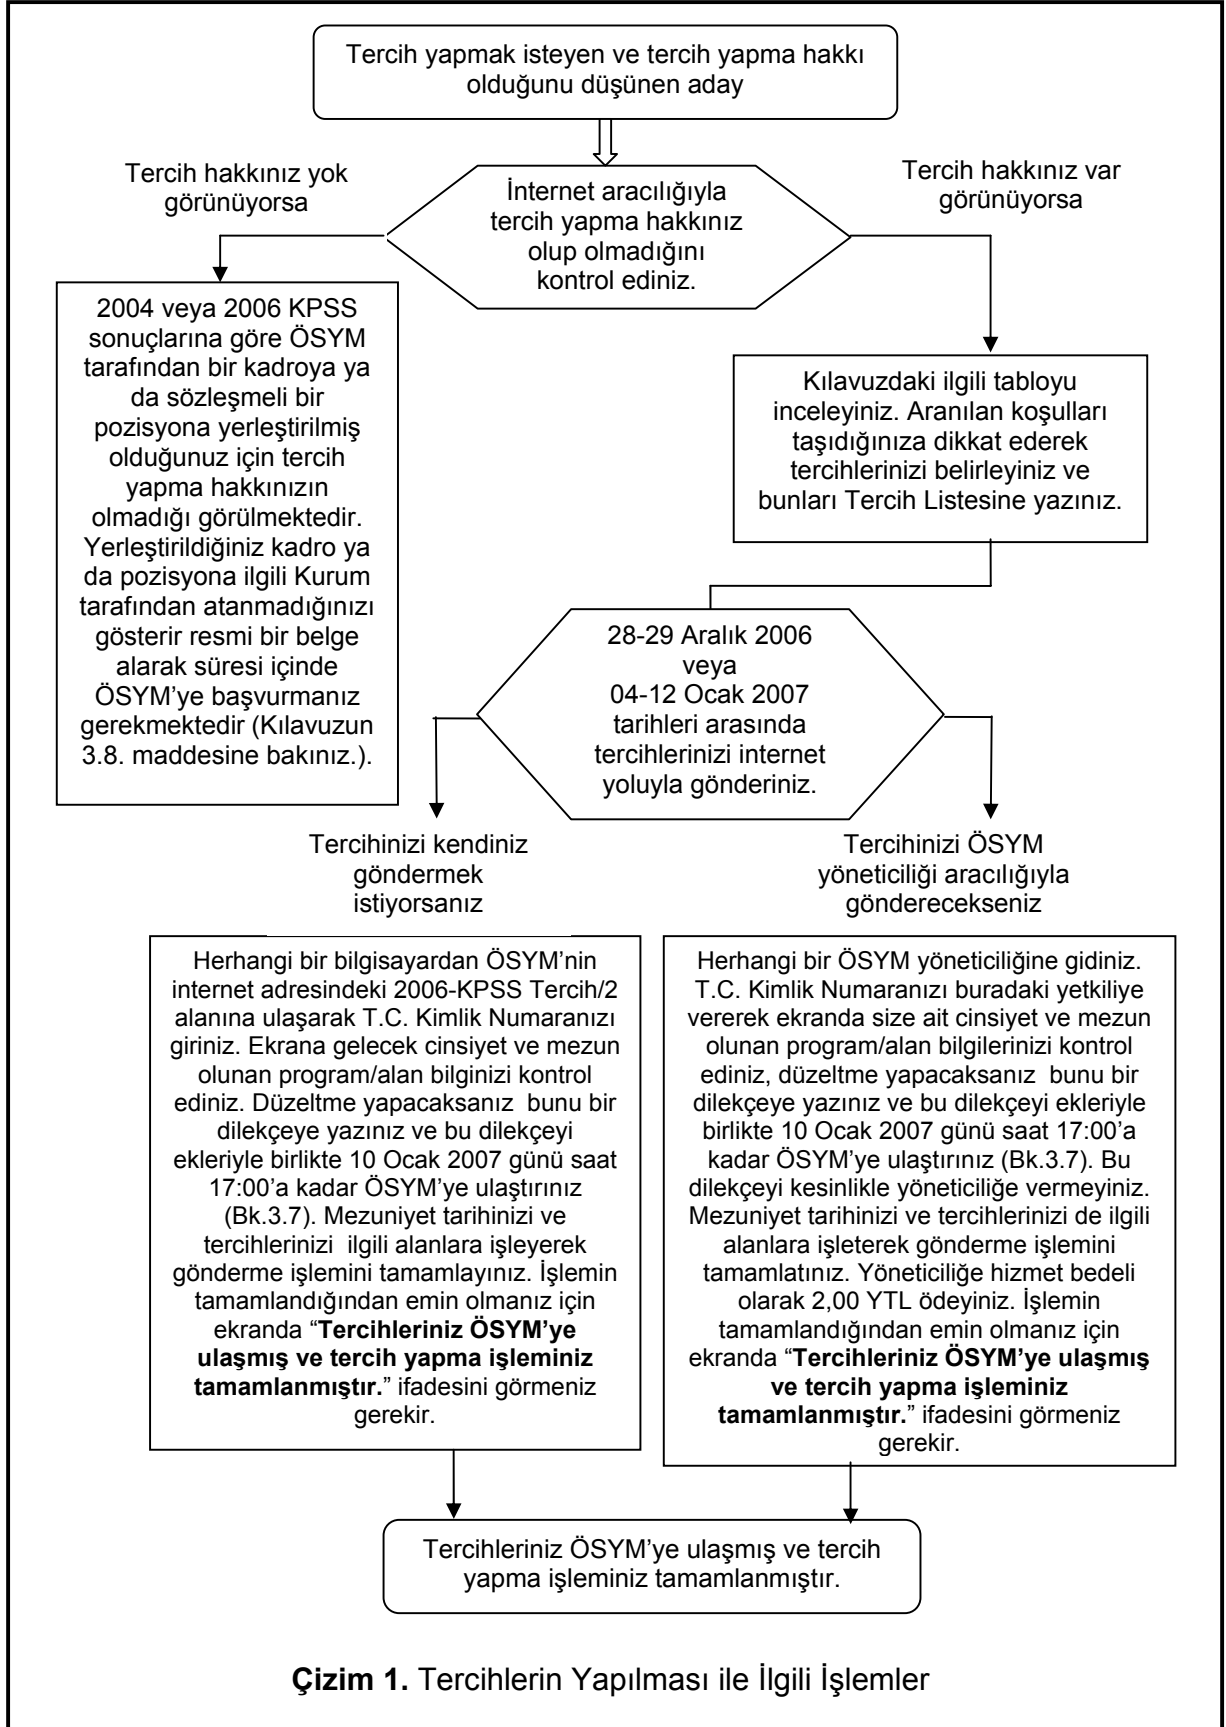 Tercih yapmak isteyen ve tercih yapma hakkı
olduğunu düşünen aday
Tercih hakkınız yok
görünüyorsa
İnternet aracılığıyla
tercih yapma hakkınız
olup olmadığını
kontrol ediniz.
Tercih hakkınız var
görünüyorsa
2004 veya 2006 KPSS
sonuçlarına göre ÖSYM
tarafından bir kadroya ya
da sözleşmeli bir
pozisyona yerleştirilmiş
olduğunuz için tercih
yapma hakkınızın
olmadığı görülmektedir.
Yerleştirildiğiniz kadro ya
da pozisyona ilgili Kurum
tarafından atanmadığınızı
gösterir resmi bir belge
alarak süresi içinde
ÖSYM’ye başvurmanız
gerekmektedir (Kılavuzun
3.8. maddesine bakınız.).
Kılavuzdaki ilgili tabloyu
inceleyiniz. Aranılan koşulları
taşıdığınıza dikkat ederek
tercihlerinizi belirleyiniz ve
bunları Tercih Listesine yazınız.
28-29 Aralık 2006
veya
04-12 Ocak 2007
tarihleri arasında
tercihlerinizi internet
yoluyla gönderiniz.
Tercihinizi kendiniz
göndermek
istiyorsanız
Tercihinizi ÖSYM
yöneticiliği aracılığıyla
gönderecekseniz
Herhangi bir bilgisayardan ÖSYM’nin
internet adresindeki 2006-KPSS Tercih/2
alanına ulaşarak T.C. Kimlik Numaranızı
giriniz. Ekrana gelecek cinsiyet ve mezun
olunan program/alan bilginizi kontrol
ediniz. Düzeltme yapacaksanız  bunu bir
dilekçeye yazınız ve bu dilekçeyi
ekleriyle birlikte 10 Ocak 2007 günü saat
17:00’a kadar ÖSYM’ye ulaştırınız
(Bk.3.7). Mezuniyet tarihinizi ve
tercihlerinizi  ilgili alanlara işleyerek
gönderme işlemini tamamlayınız. İşlemin
tamamlandığından emin olmanız için
ekranda “Tercihleriniz ÖSYM’ye
ulaşmış ve tercih yapma işleminiz
tamamlanmıştır.” ifadesini görmeniz
gerekir.
Herhangi bir ÖSYM yöneticiliğine gidiniz.
T.C. Kimlik Numaranızı buradaki yetkiliye
vererek ekranda size ait cinsiyet ve mezun
olunan program/alan bilgilerinizi kontrol
ediniz, düzeltme yapacaksanız  bunu bir
dilekçeye yazınız ve bu dilekçeyi ekleriyle
birlikte 10 Ocak 2007 günü saat 17:00’a
kadar ÖSYM’ye ulaştırınız (Bk.3.7). Bu
dilekçeyi kesinlikle yöneticiliğe vermeyiniz.
Mezuniyet tarihinizi ve tercihlerinizi de ilgili
alanlara işleterek gönderme işlemini
tamamlatınız. Yöneticiliğe hizmet bedeli
olarak 2,00 YTL ödeyiniz. İşlemin
tamamlandığından emin olmanız için
ekranda “Tercihleriniz ÖSYM’ye ulaşmış
ve tercih yapma işleminiz
tamamlanmıştır.” ifadesini görmeniz
gerekir.
Tercihleriniz ÖSYM’ye ulaşmış ve tercih
yapma işleminiz tamamlanmıştır.
Çizim 1. Tercihlerin Yapılması ile İlgili İşlemler